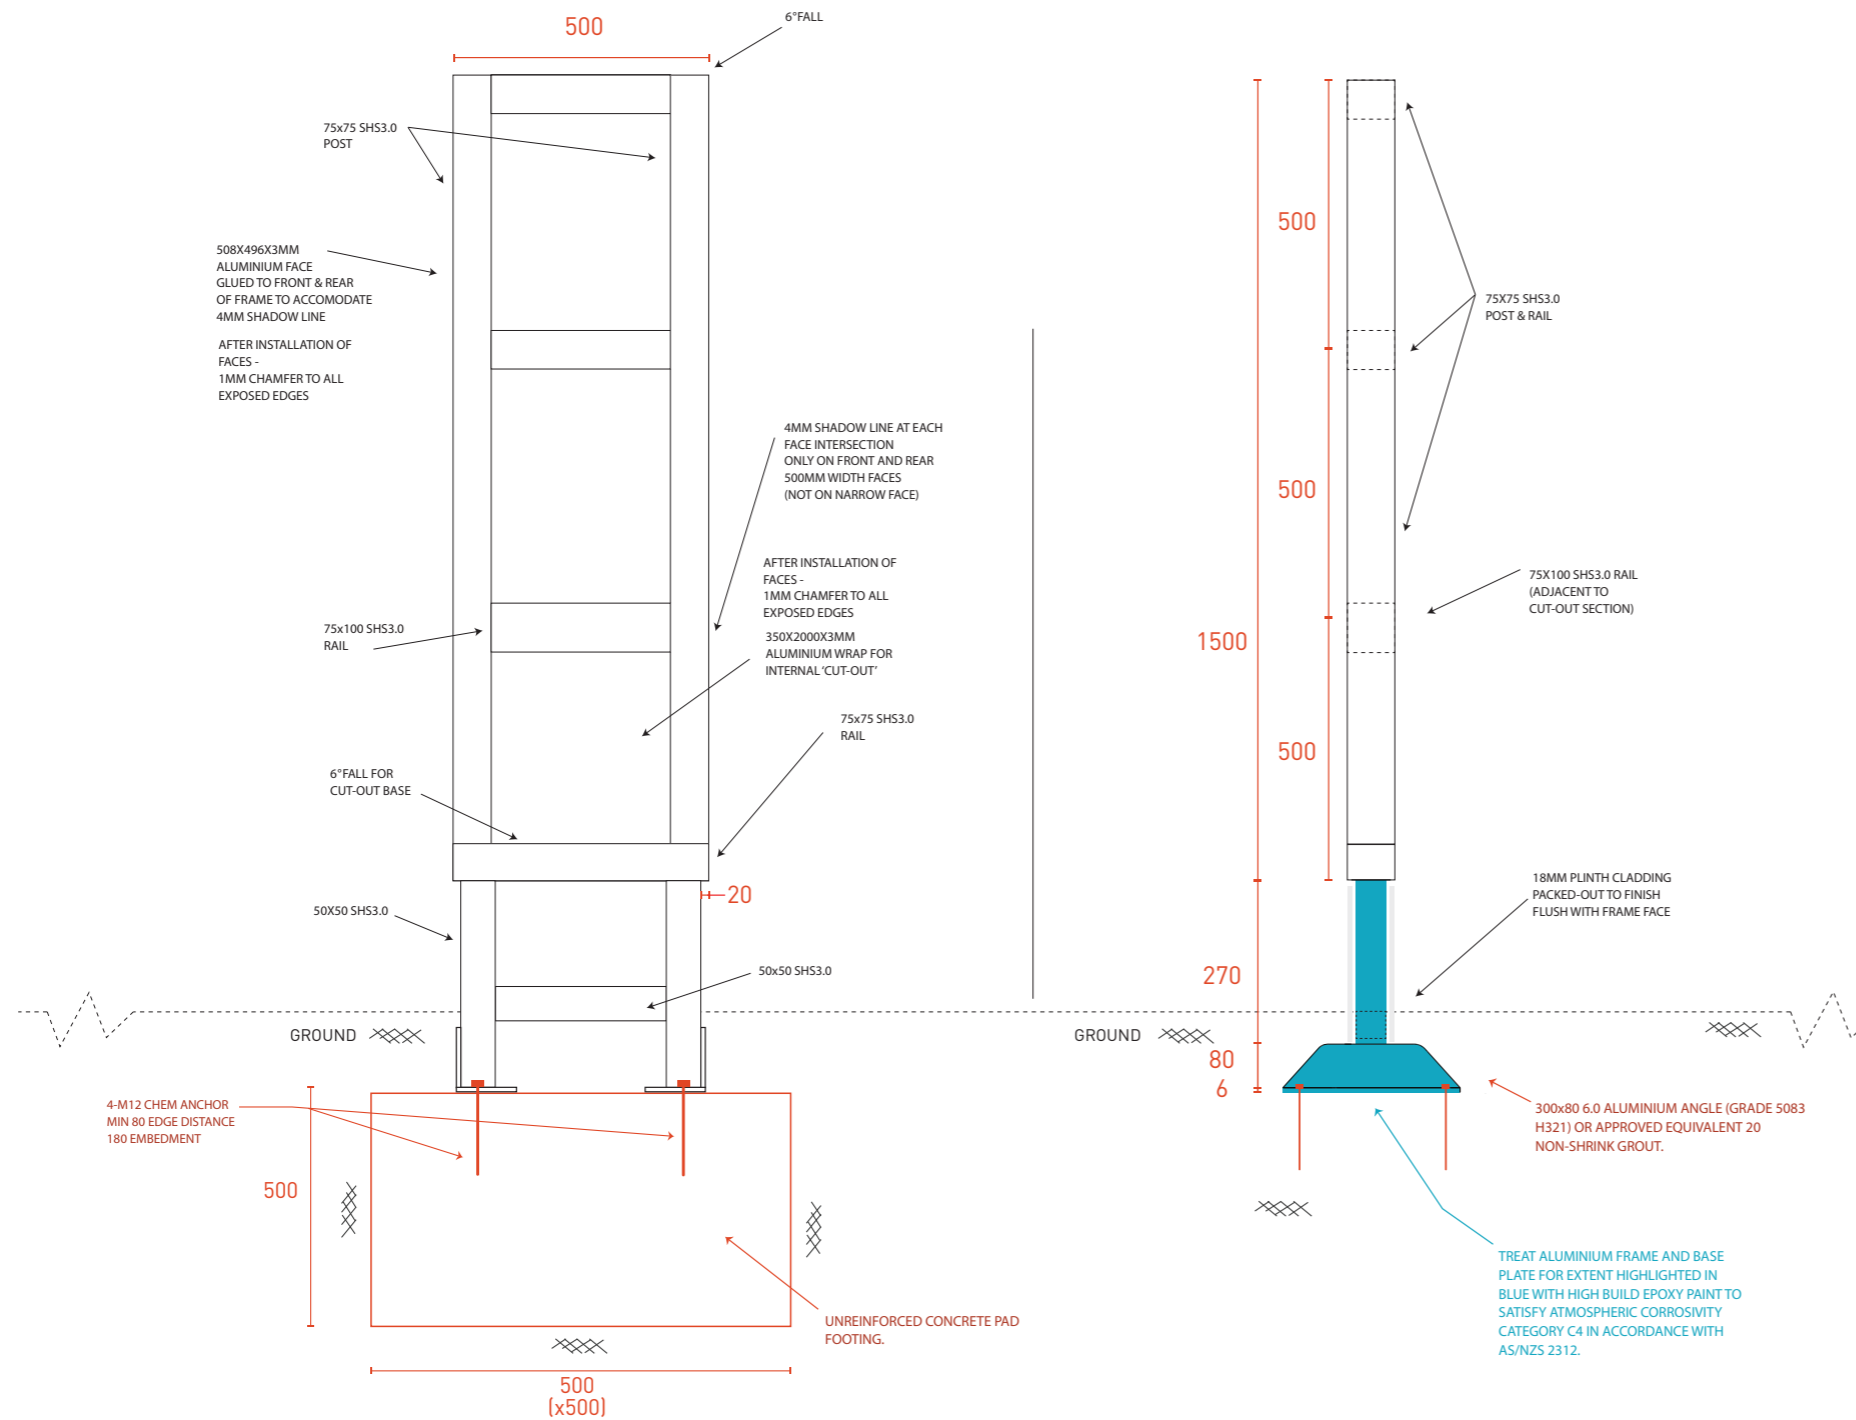 500
6°FALL
75x75 SHS3.0
POST
508X496X3MM
ALUMINIUM FACE
GLUED TO FRONT & REAR
OF FRAME TO ACCOMODATE
4MM SHADOW LINE
AFTER INSTALLATION OF
FACES -
1MM CHAMFER TO ALL
EXPOSED EDGES
4MM SHADOW LINE AT EACH
FACE INTERSECTION
ONLY ON FRONT AND REAR
500MM WIDTH FACES
(NOT ON NARROW FACE)
AFTER INSTALLATION OF
FACES -
1MM CHAMFER TO ALL
EXPOSED EDGES
75x100 SHS3.0
RAIL
350X2000X3MM
ALUMINIUM WRAP FOR
INTERNAL 'CUT-OUT'
75x75 SHS3.0
RAIL
6°FALL FOR
CUT-OUT BASE
20
50X50 SHS3.0
50x50 SHS3.0
GROUND
4-M12 CHEM ANCHOR
MIN 80 EDGE DISTANCE
180 EMBEDMENT
500
UNREINFORCED CONCRETE PAD
FOOTING.
500
(x500)
500
75X75 SHS3.0
POST & RAIL
500
75X100 SHS3.0 RAIL
(ADJACENT TO
CUT-OUT SECTION)
1500
500
18MM PLINTH CLADDING
PACKED-OUT TO FINISH
FLUSH WITH FRAME FACE
270
GROUND
80
6
300x80 6.0 ALUMINIUM ANGLE (GRADE 5083
H321) OR APPROVED EQUIVALENT 20
NON-SHRINK GROUT.
TREAT ALUMINIUM FRAME AND BASE
PLATE FOR EXTENT HIGHLIGHTED IN
BLUE WITH HIGH BUILD EPOXY PAINT TO
SATISFY ATMOSPHERIC CORROSIVITY
CATEGORY C4 IN ACCORDANCE WITH
AS/NZS 2312.